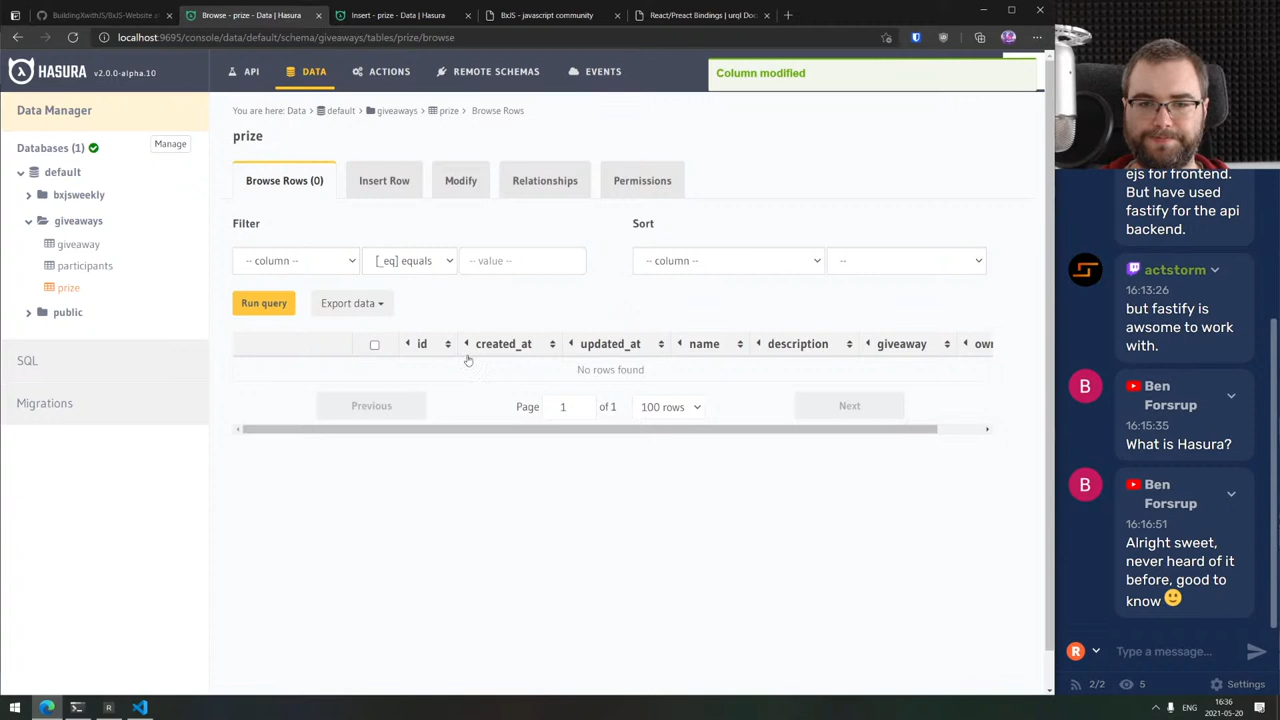 BuildingXwithJS/BxJS-Website
Browse - prize - Data | Hasura
Insert - prize - Data | Hasura
BxJS - javascript community
React/Preact Bindings | urql Doc
localhost:9695/console/data/default/schema/giveaways/tables/prize/browse
HASURA v2.0.0-alpha.10
API
DATA
ACTIONS
REMOTE SCHEMAS
EVENTS
Column modified
Data Manager
Databases (1)
Manage
default
bxjsweekly
giveaways
giveaway
participants
prize
public
SQL
Migrations
You are here: Data > default > giveaways > prize > Browse Rows
prize
Browse Rows (0)
Insert Row
Modify
Relationships
Permissions
Filter
Sort
-- column --
[_eq] equals
-- value --
-- column --
--
Run query
Export data
id
created_at
updated_at
name
description
giveaway
own
No rows found
Previous
Page 1 of 1
100 rows
Next
ejs for frontend.
But have used
fastify for the api
backend.
actstorm
16:13:26
but fastify is
awsome to work
with.
B
Ben
Forsrup
16:15:35
What is Hasura?
B
Ben
Forsrup
16:16:51
Alright sweet,
never heard of it
before, good to
know 🙂
R
Type a message...
2/2
5
Settings
ENG
16:36
2021-05-20